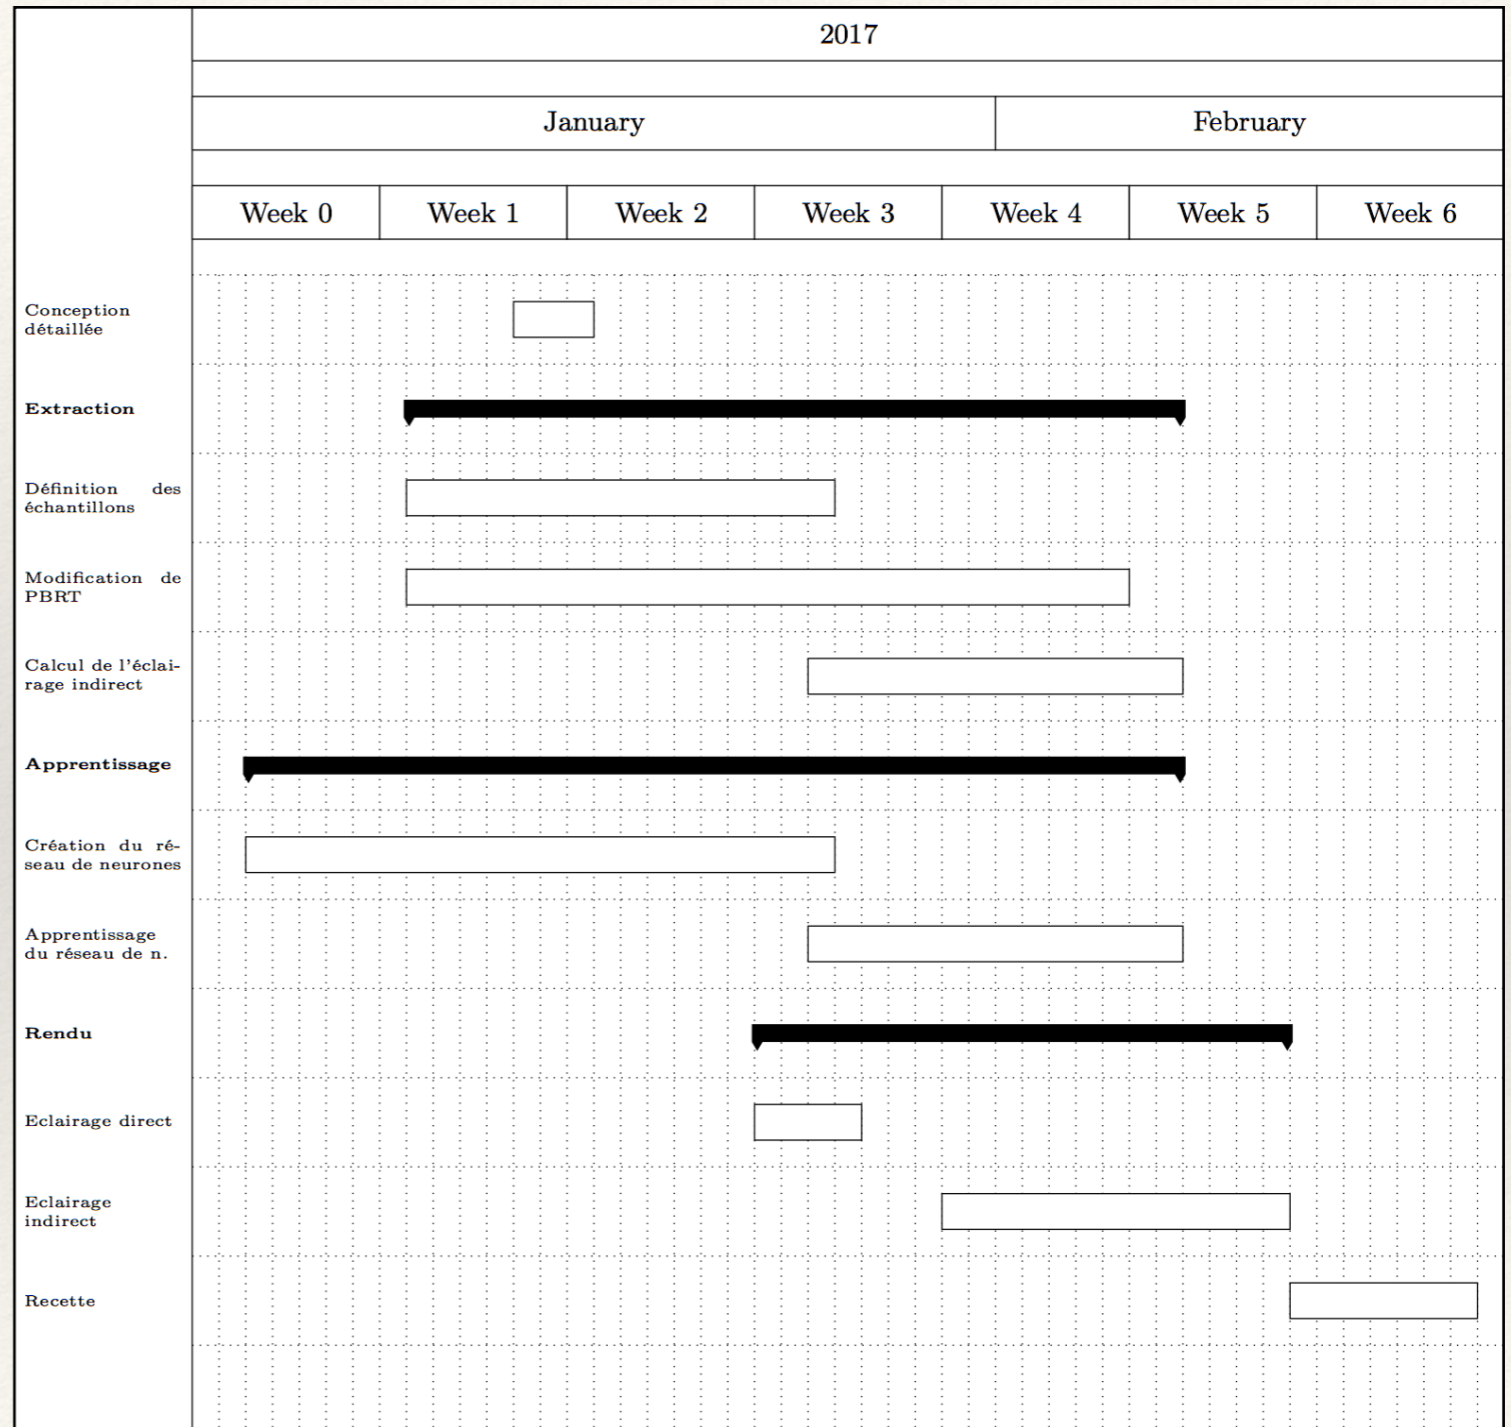 2017
January February
Week 0 Week 1 Week 2 Week 3 Week 4 Week 5 Week 6
Conception
détaillée
Extraction
Définition des
échantillons
Modification de
PBRT
Calcul de l'éclai-
rage indirect
Apprentissage
Création du ré-
seau de neurones
Apprentissage
du réseau de n.
Rendu
Eclairage direct
Eclairage
indirect
Recette